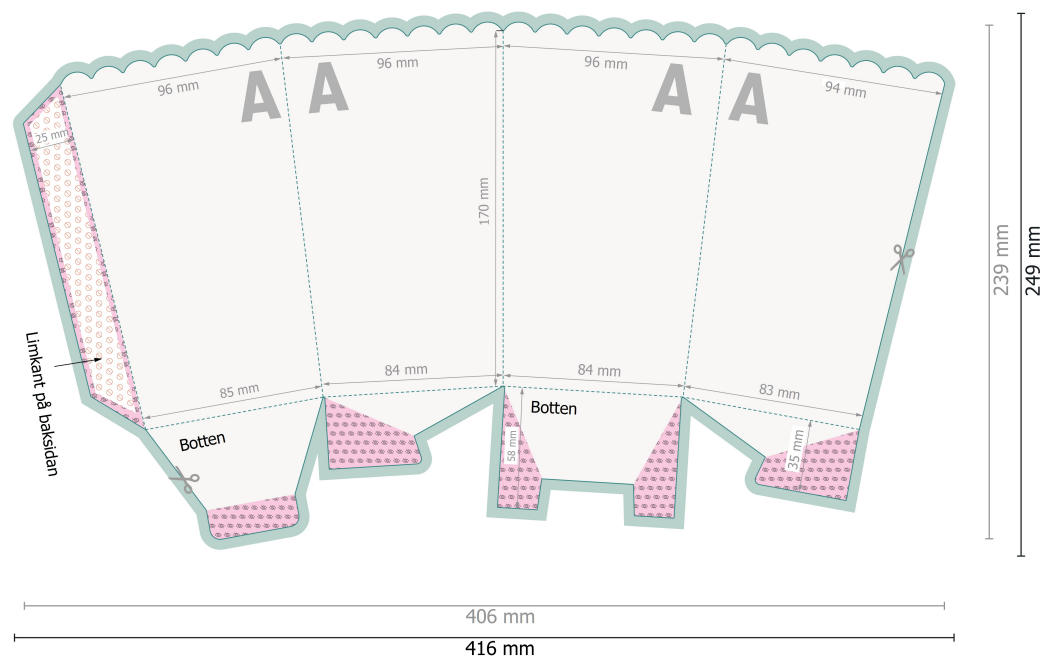 96 mm
A
A
96 mm
96 mm
A
A
94 mm
25 mm
170 mm
239 mm
249 mm
Limkant på baksidan
85 mm
84 mm
84 mm
83 mm
Botten
Botten
58 mm
35 mm
406 mm
416 mm